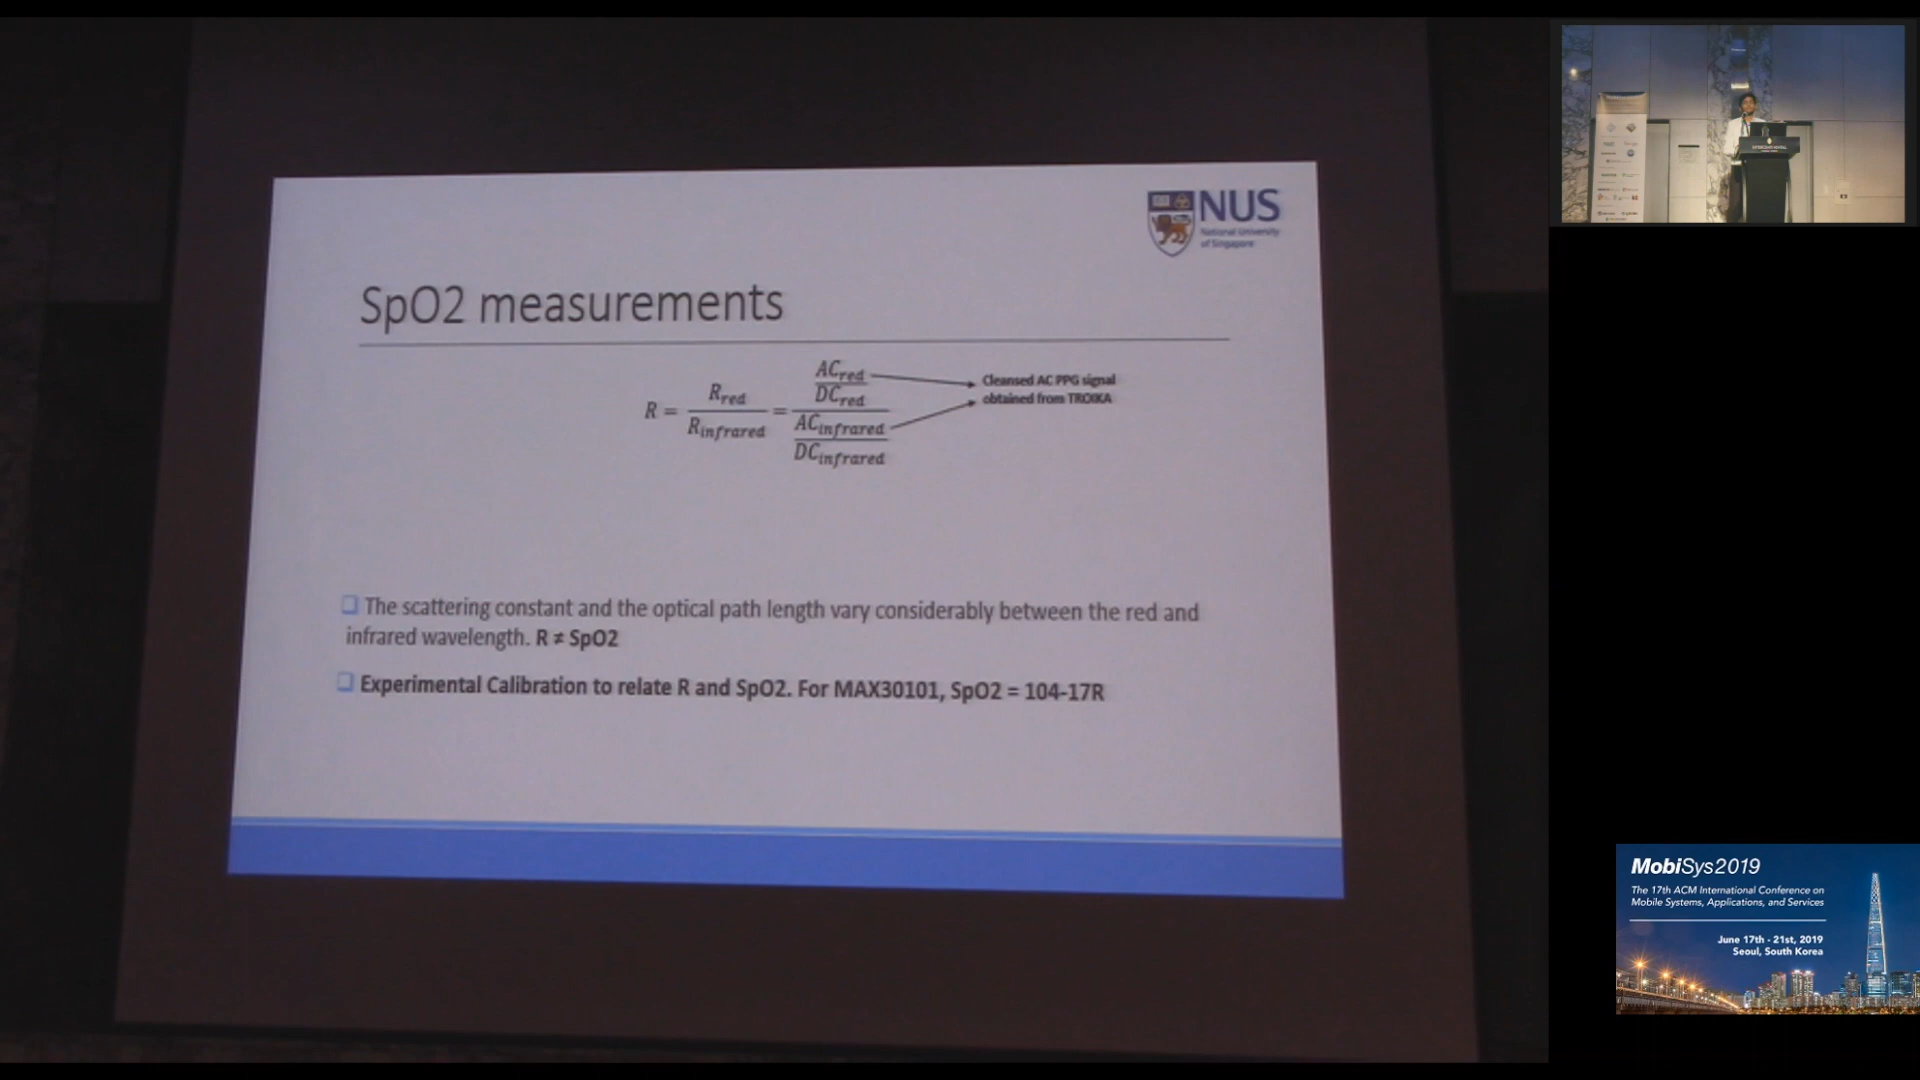 NUS
National University
of Singapore
SpO2 measurements
R = R_red / R_infrared = (AC_red / DC_red) / (AC_infrared / DC_infrared)
Cleansed AC PPG signal
obtained from TROIKA
❑ The scattering constant and the optical path length vary considerably between the red and
infrared wavelength. R ≠ SpO2
❑ Experimental Calibration to relate R and SpO2. For MAX30101, SpO2 = 104-17R
MobiSys2019
The 17th ACM International Conference on
Mobile Systems, Applications, and Services
June 17th - 21st, 2019
Seoul, South Korea